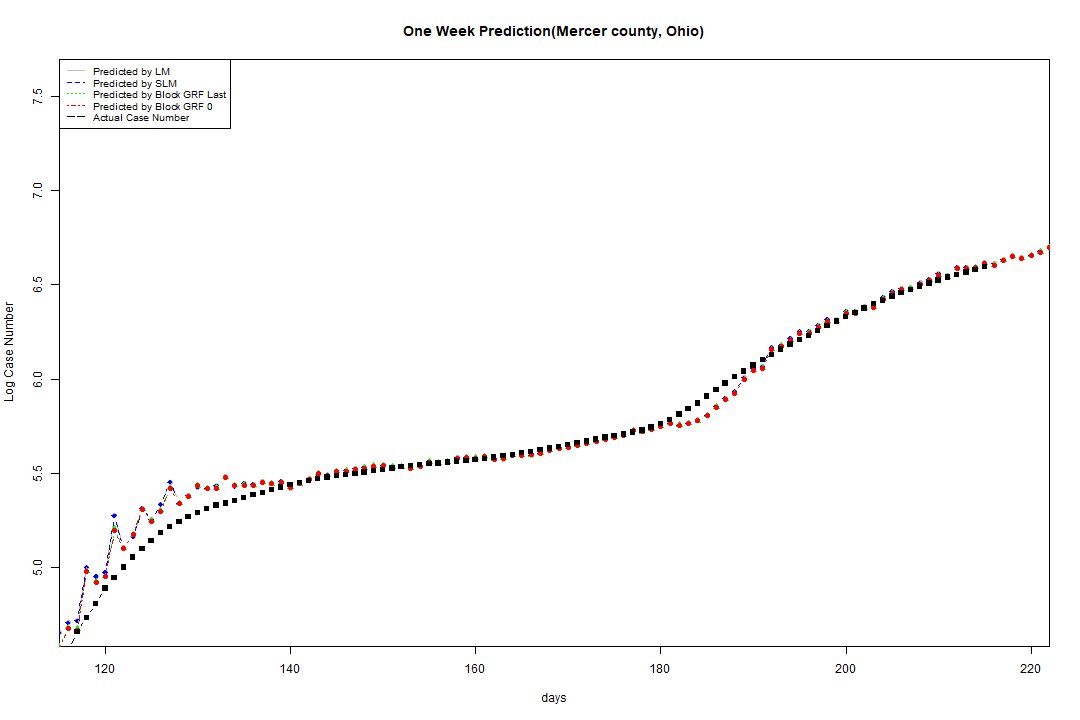 One Week Prediction(Mercer county, Ohio)
Predicted by LM
Predicted by SLM
Predicted by Block GRF Last
Predicted by Block GRF 0
Actual Case Number
7.5
7.0
6.5
6.0
5.5
5.0
Log Case Number
120 140 160 180 200 220
days